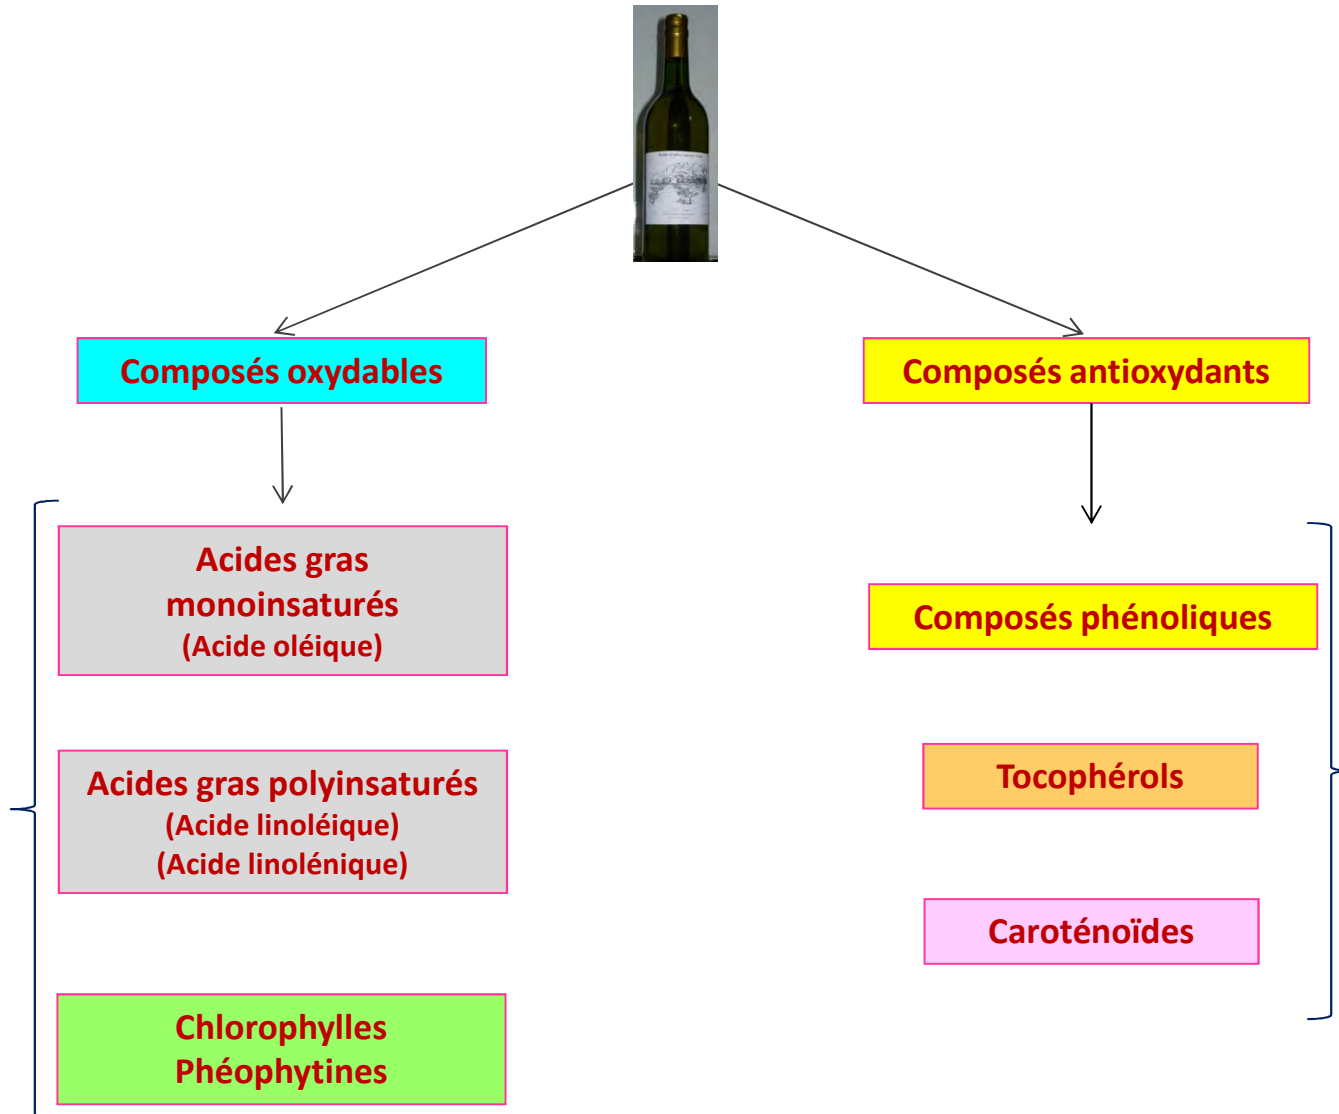 Composés oxydables
Composés antioxydants
Acides gras
monoinsaturés
(Acide oléique)
Acides gras polyinsaturés
(Acide linoléique)
(Acide linolénique)
Chlorophylles
Phéophytines
Composés phénoliques
Tocophérols
Caroténoïdes